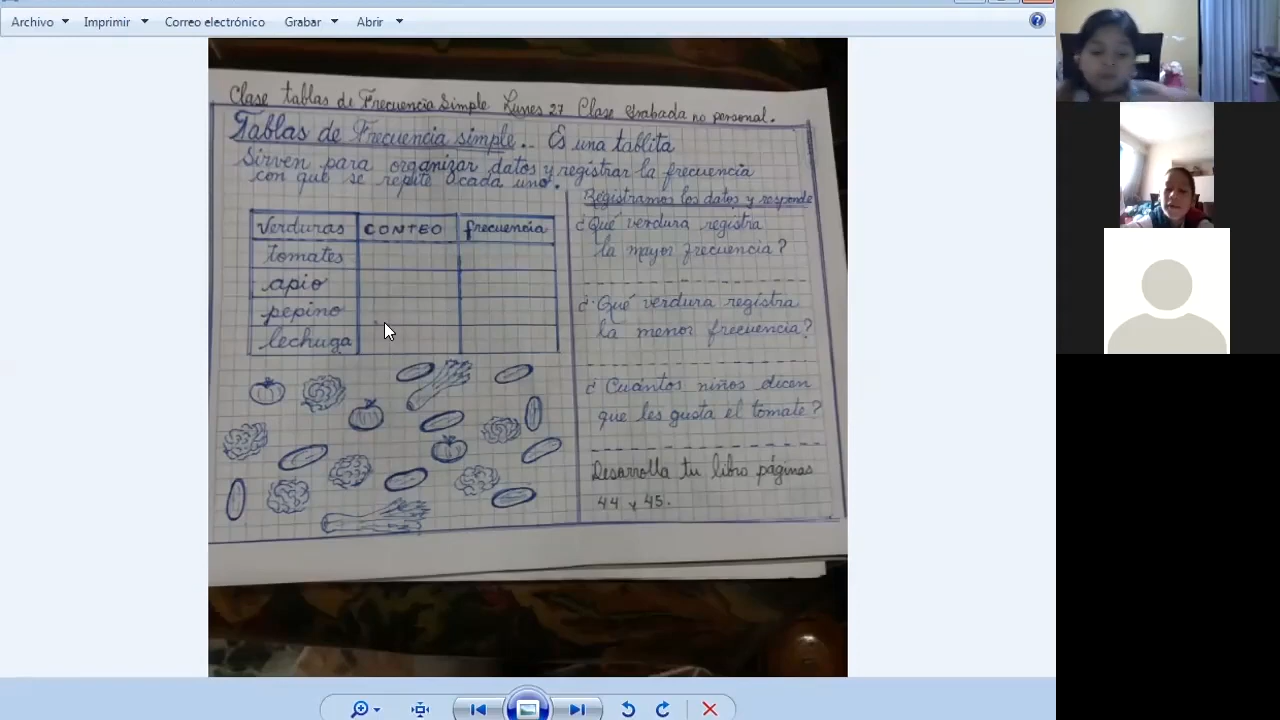 Archivo Imprimir Correo electrónico Grabar Abrir
Clase tablas de Frecuencia Simple Lunes 27 Clase Grabada no personal.
Tablas de Frecuencia simple.. Es una tablita
Sirven para organizar datos y registrar la frecuencia
con que se repite cada uno.
Verduras CONTEO frecuencia
tomates
apio
pepino
lechuga
Registramos los datos y responde
¿Qué verdura registra
la mayor frecuencia?
¿Qué verdura registra
la menor frecuencia?
¿Cuántos niños dicen
que les gusta el tomate?
Desarrolla tu libro páginas
44 y 45.